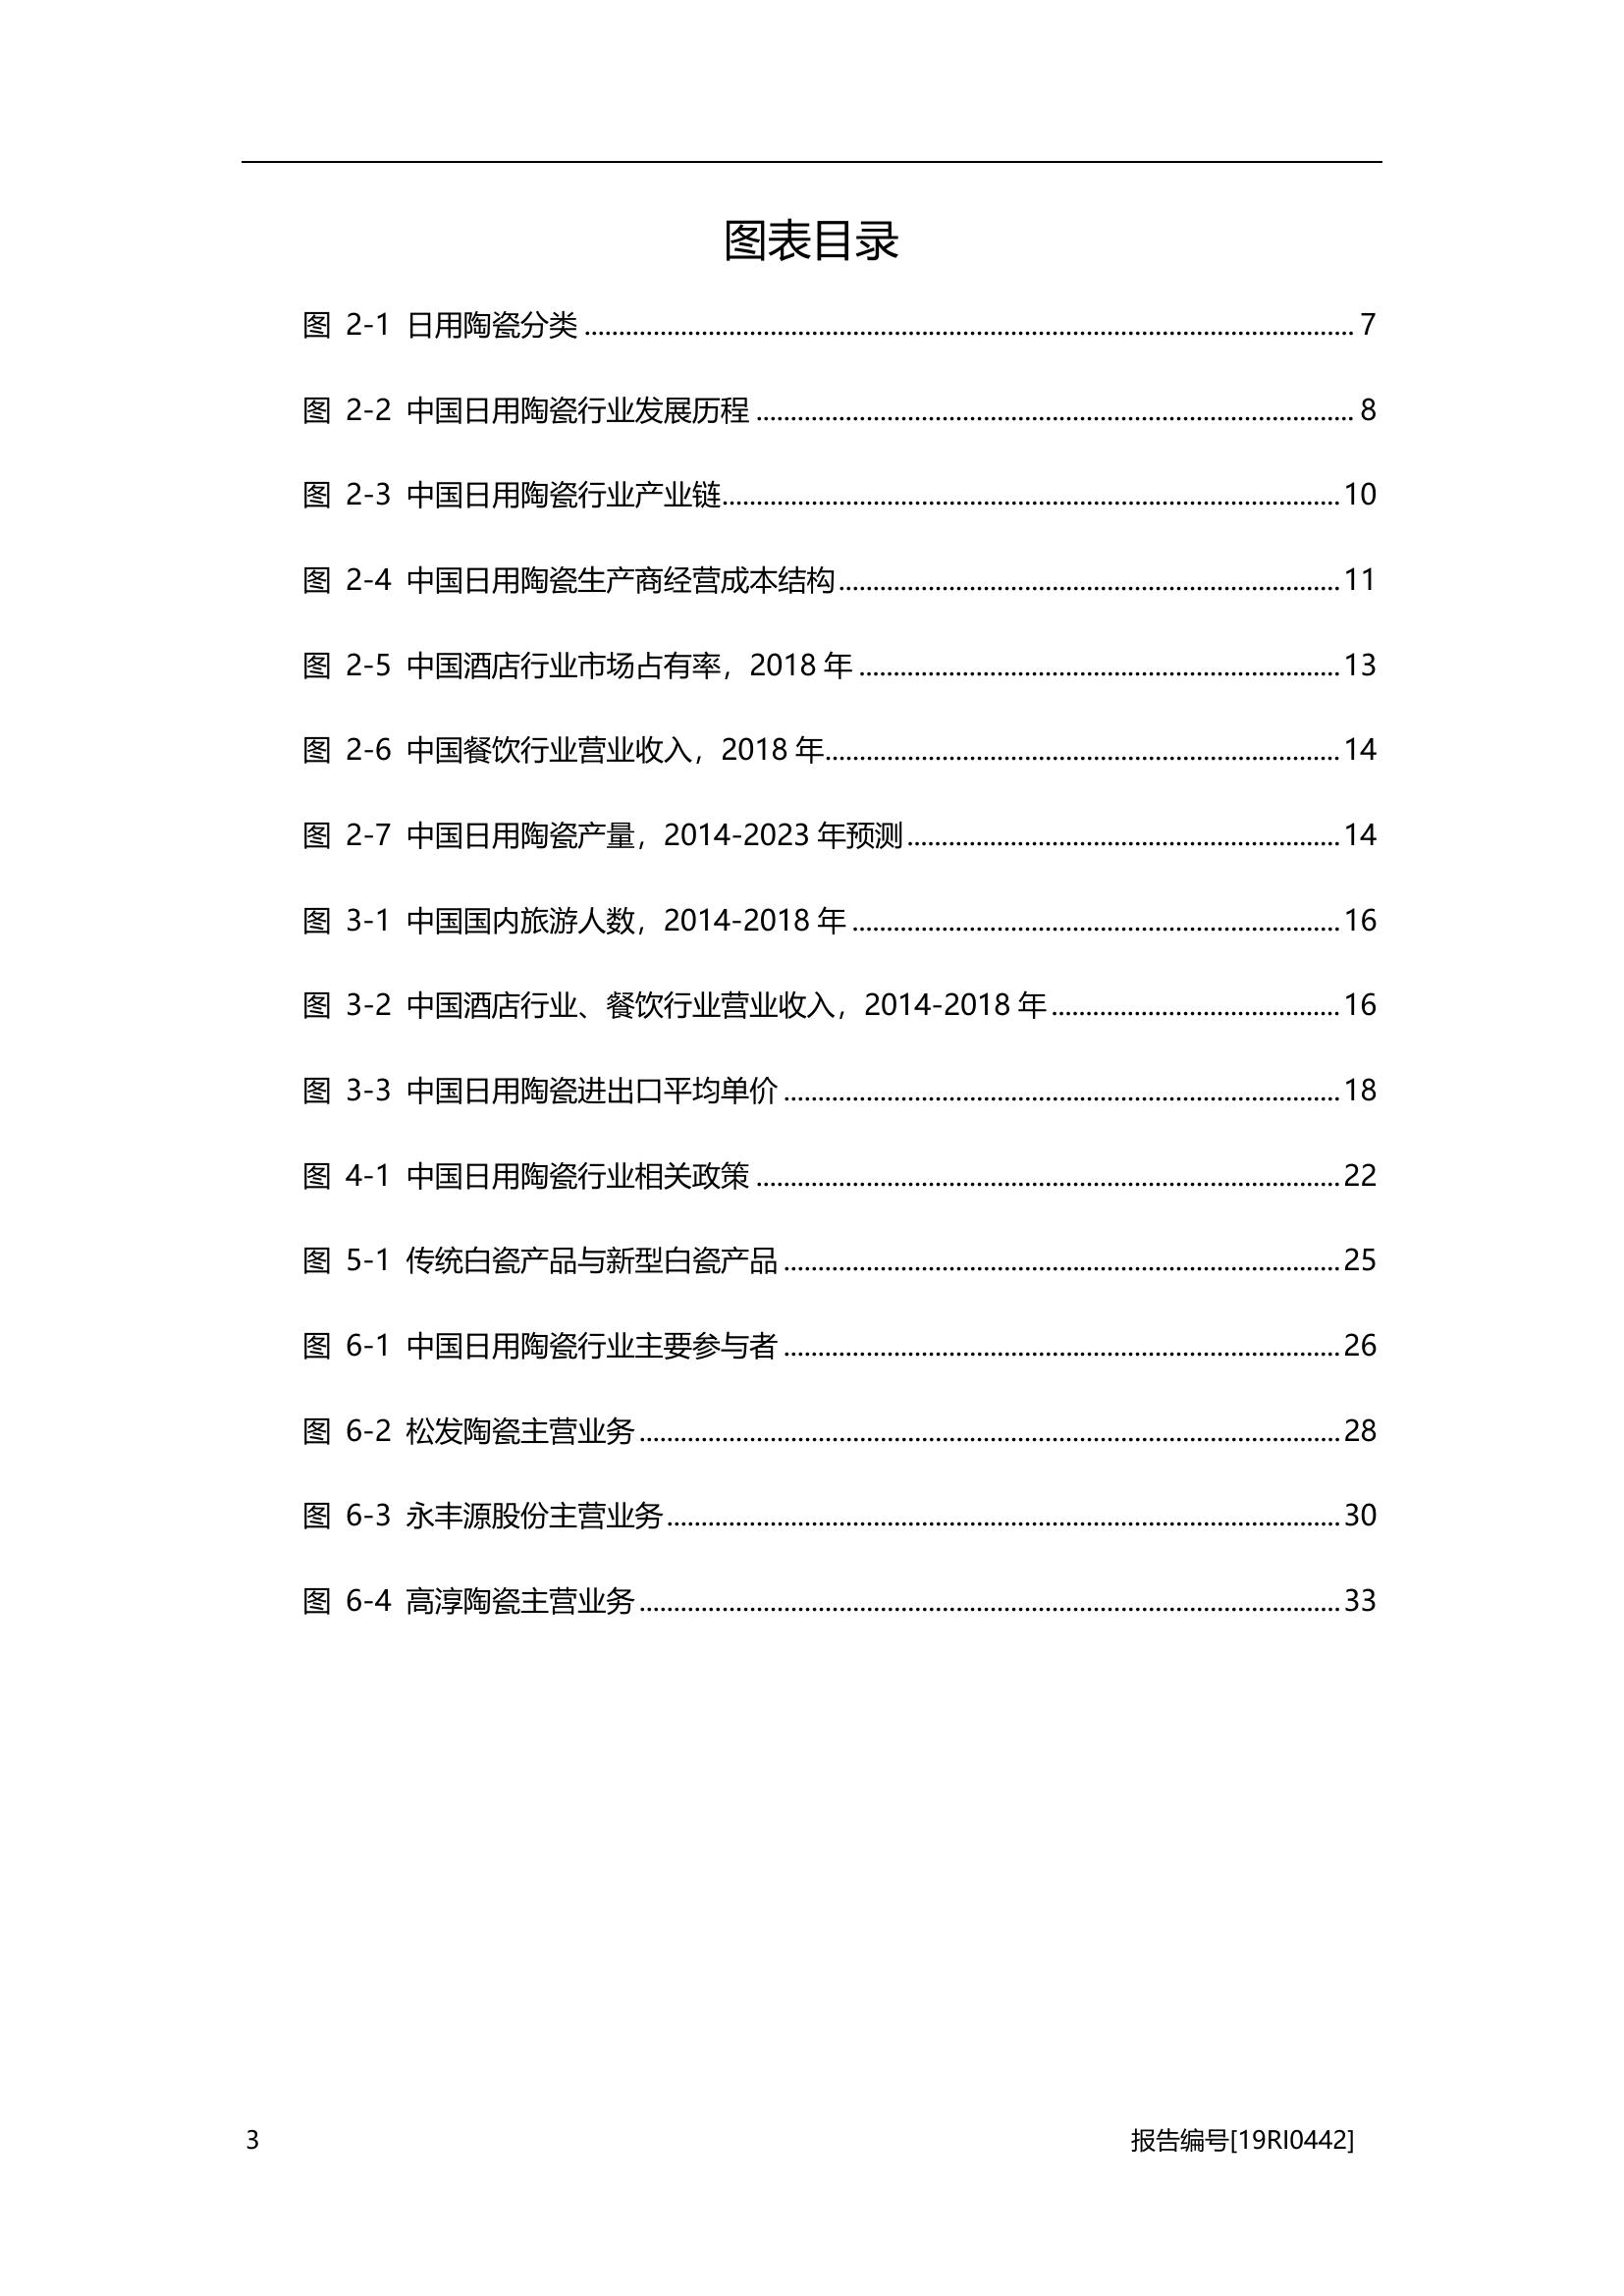 图表目录
图 2-1 日用陶瓷分类 ........................................ 7
图 2-2 中国日用陶瓷行业发展历程 ........................................ 8
图 2-3 中国日用陶瓷行业产业链 ........................................ 10
图 2-4 中国日用陶瓷生产商经营成本结构 ........................................ 11
图 2-5 中国酒店行业市场占有率，2018 年 ........................................ 13
图 2-6 中国餐饮行业营业收入，2018 年 ........................................ 14
图 2-7 中国日用陶瓷产量，2014-2023 年预测 ........................................ 14
图 3-1 中国国内旅游人数，2014-2018 年 ........................................ 16
图 3-2 中国酒店行业、餐饮行业营业收入，2014-2018 年 ........................................ 16
图 3-3 中国日用陶瓷进出口平均单价 ........................................ 18
图 4-1 中国日用陶瓷行业相关政策 ........................................ 22
图 5-1 传统白瓷产品与新型白瓷产品 ........................................ 25
图 6-1 中国日用陶瓷行业主要参与者 ........................................ 26
图 6-2 松发陶瓷主营业务 ........................................ 28
图 6-3 永丰源股份主营业务 ........................................ 30
图 6-4 高淳陶瓷主营业务 ........................................ 33
3 报告编号[19RI0442]